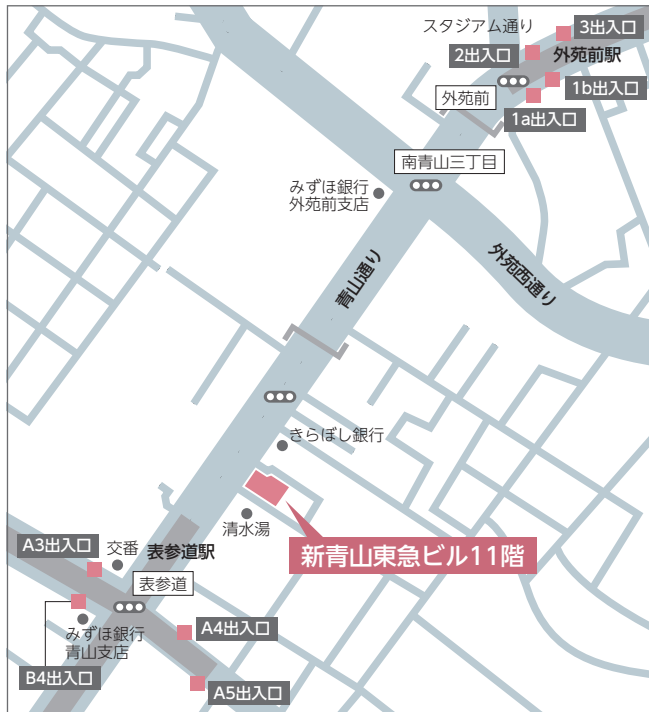 スタジアム通り
3出入口
2出入口
外苑前駅
外苑前
1b出入口
1a出入口
南青山三丁目
みずほ銀行
外苑前支店
青山通り
外苑西通り
きらぼし銀行
清水湯
新青山東急ビル11階
A3出入口
交番
表参道駅
表参道
みずほ銀行
青山支店
A4出入口
B4出入口
A5出入口